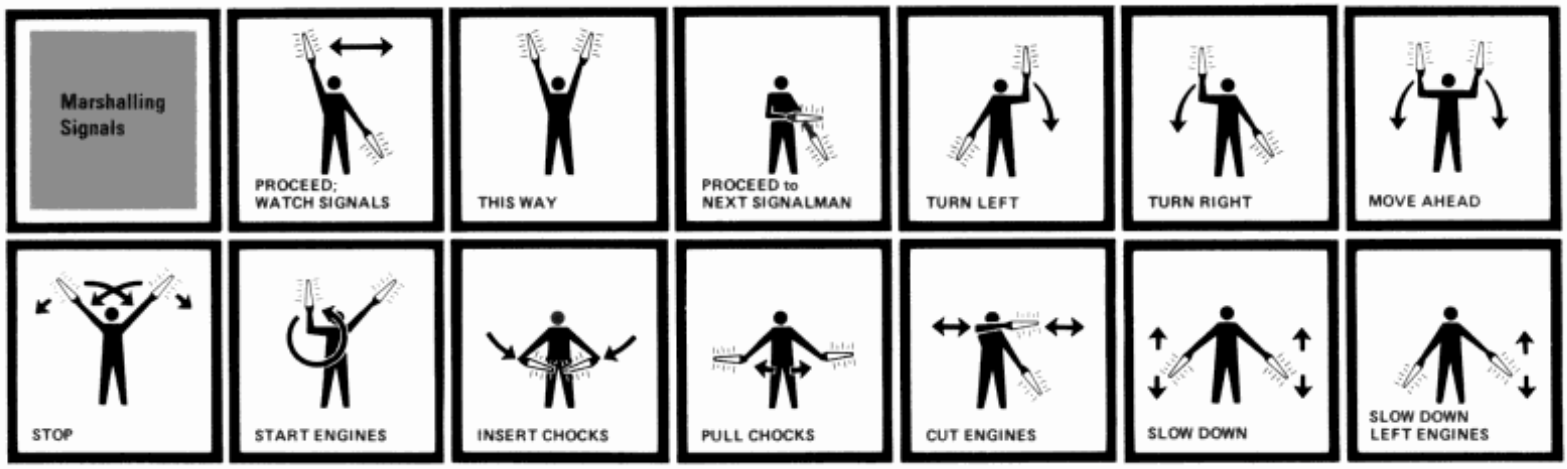 Marshalling
Signals
PROCEED;
WATCH SIGNALS
THIS WAY
PROCEED to
NEXT SIGNALMAN
TURN LEFT
TURN RIGHT
MOVE AHEAD
STOP
START ENGINES
INSERT CHOCKS
PULL CHOCKS
CUT ENGINES
SLOW DOWN
SLOW DOWN
LEFT ENGINES